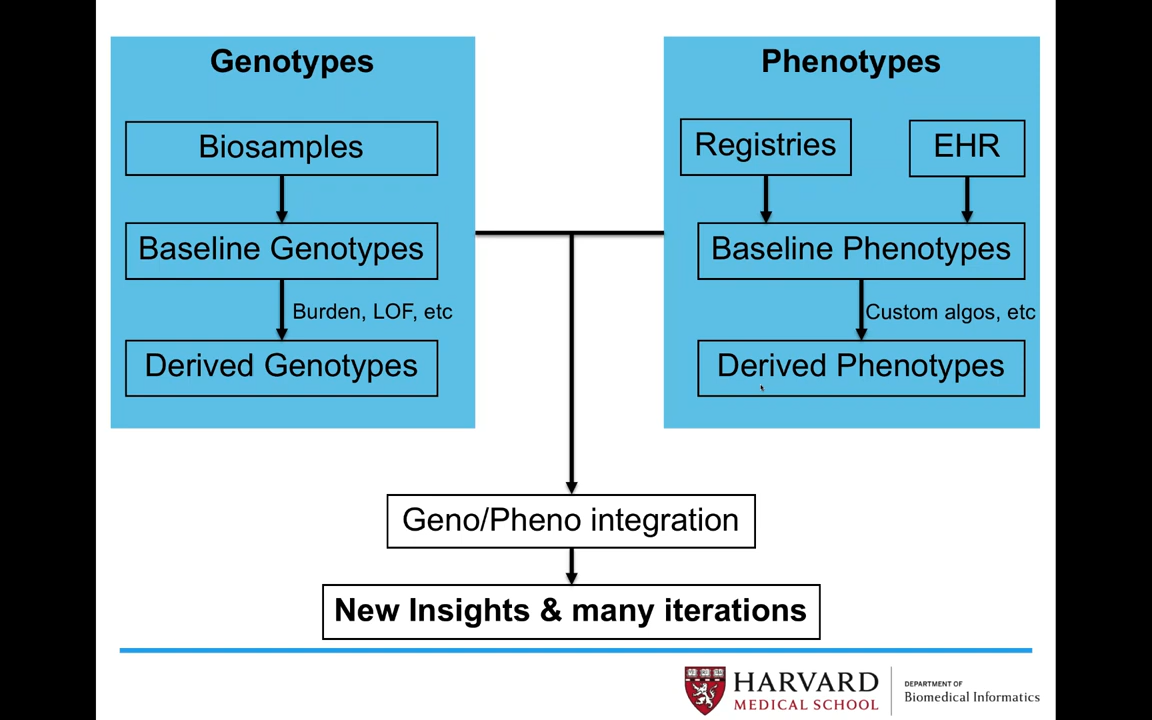 Genotypes
Biosamples
Baseline Genotypes
Burden, LOF, etc
Derived Genotypes
Phenotypes
Registries
EHR
Baseline Phenotypes
Custom algos, etc
Derived Phenotypes
Geno/Pheno integration
New Insights & many iterations
HARVARD
MEDICAL SCHOOL
DEPARTMENT OF
Biomedical Informatics